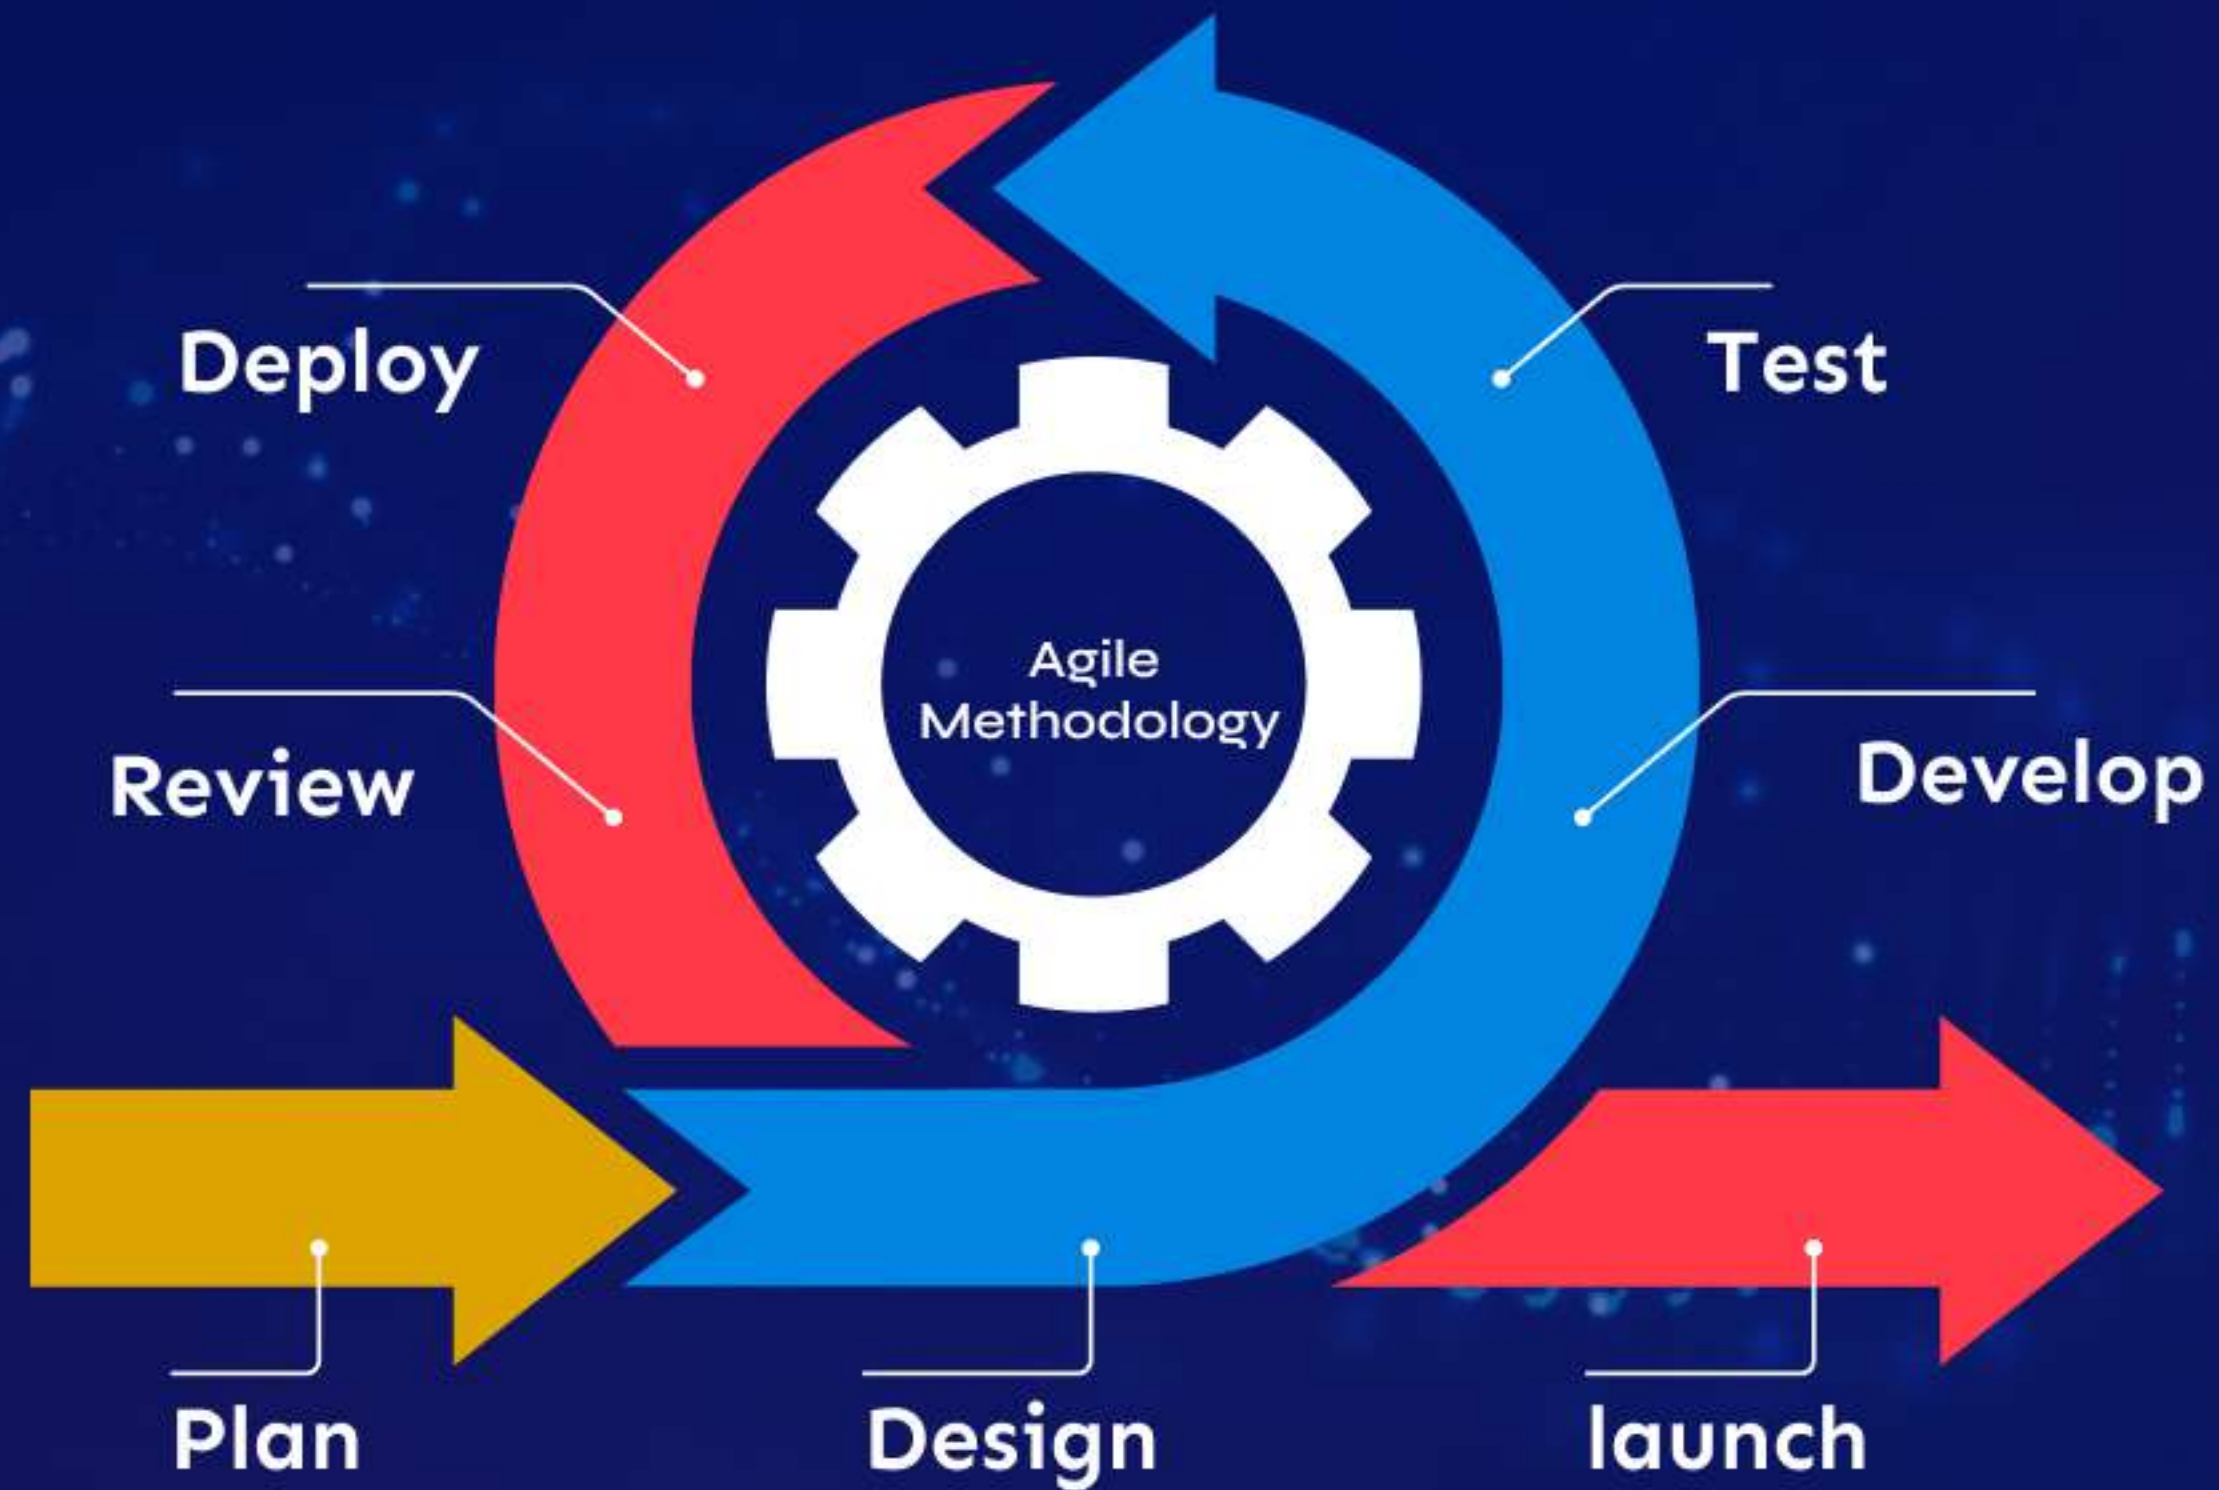 Deploy
Test
Agile
Methodology
Review
Develop
Plan
Design
launch